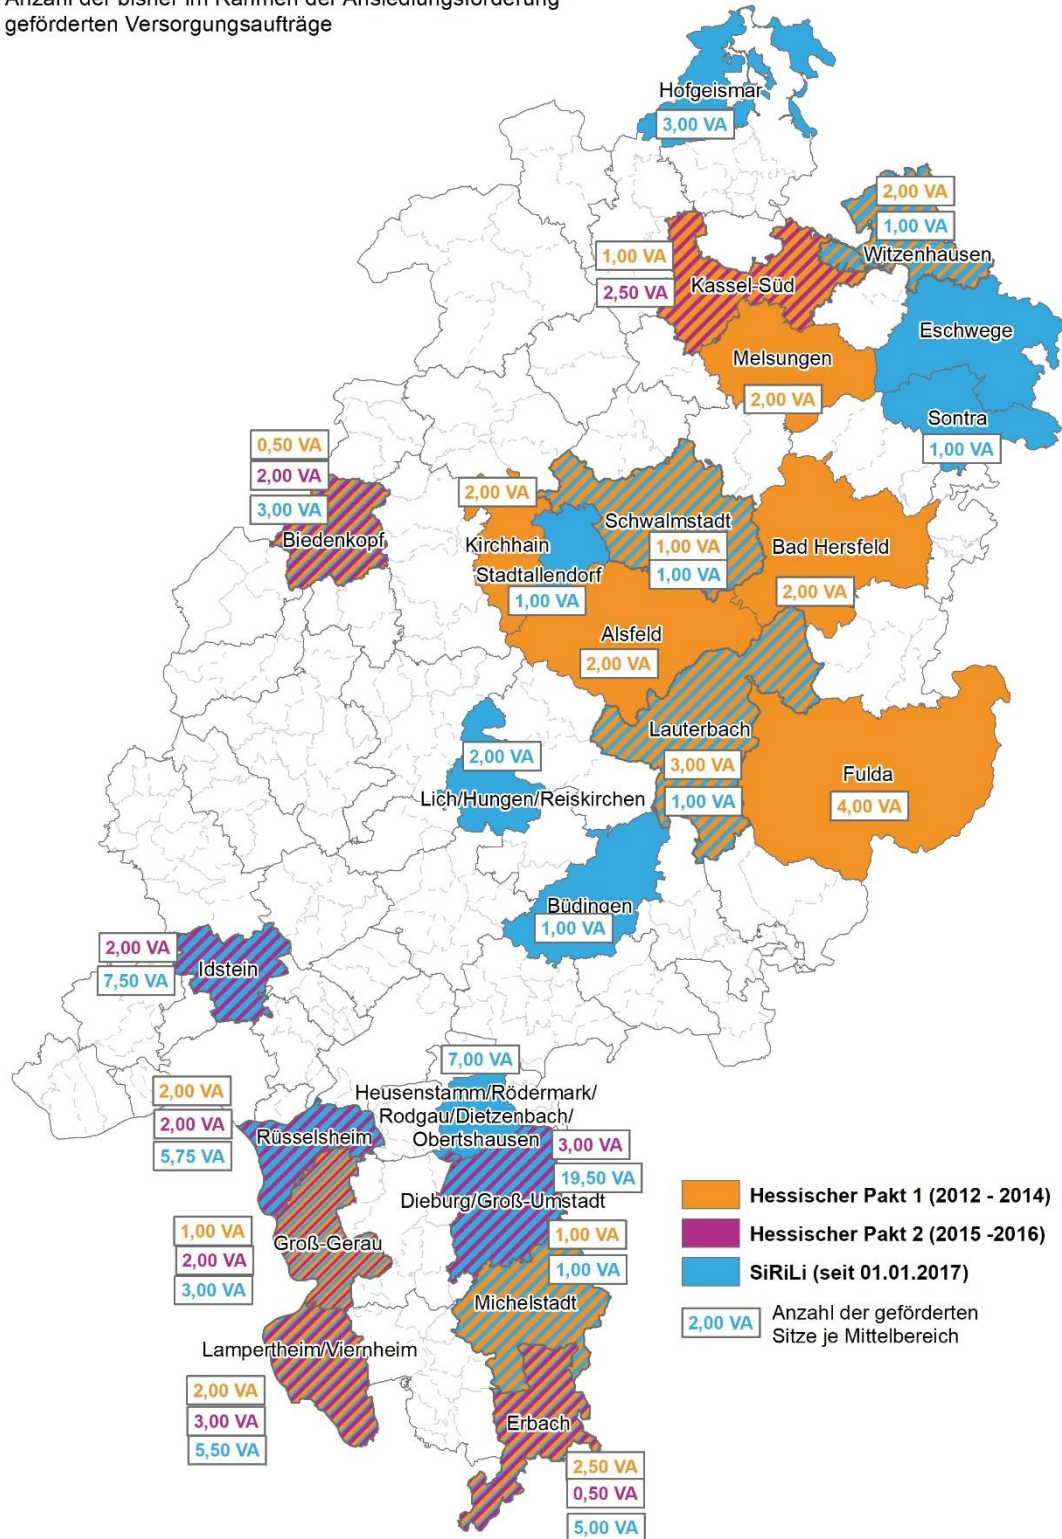 Anzahl der bisher im Rahmen der Ansiedlungsförderung
geförderten Versorgungsaufträge
Hofgeismar
3,00 VA
2,00 VA
1,00 VA
Witzenhausen
1,00 VA
2,50 VA
Kassel-Süd
Eschwege
Melsungen
2,00 VA
Sontra
1,00 VA
0,50 VA
2,00 VA
3,00 VA
Biedenkopf
2,00 VA
Kirchhain
Schwalmstadt
1,00 VA
1,00 VA
Bad Hersfeld
2,00 VA
Stadtallendorf
1,00 VA
Alsfeld
2,00 VA
Lauterbach
3,00 VA
1,00 VA
Fulda
4,00 VA
2,00 VA
Lich/Hungen/Reiskirchen
Büdingen
1,00 VA
2,00 VA
7,50 VA
Idstein
7,00 VA
Heusenstamm/Rödermark/
Rodgau/Dietzenbach/
Obertshausen
2,00 VA
2,00 VA
5,75 VA
Rüsselsheim
3,00 VA
19,50 VA
Dieburg/Groß-Umstadt
1,00 VA
2,00 VA
3,00 VA
Groß-Gerau
1,00 VA
1,00 VA
Michelstadt
Lampertheim/Viernheim
2,00 VA
3,00 VA
5,50 VA
Erbach
2,50 VA
0,50 VA
5,00 VA
Hessischer Pakt 1 (2012 - 2014)
Hessischer Pakt 2 (2015 -2016)
SiRiLi (seit 01.01.2017)
2,00 VA
Anzahl der geförderten
Sitze je Mittelbereich